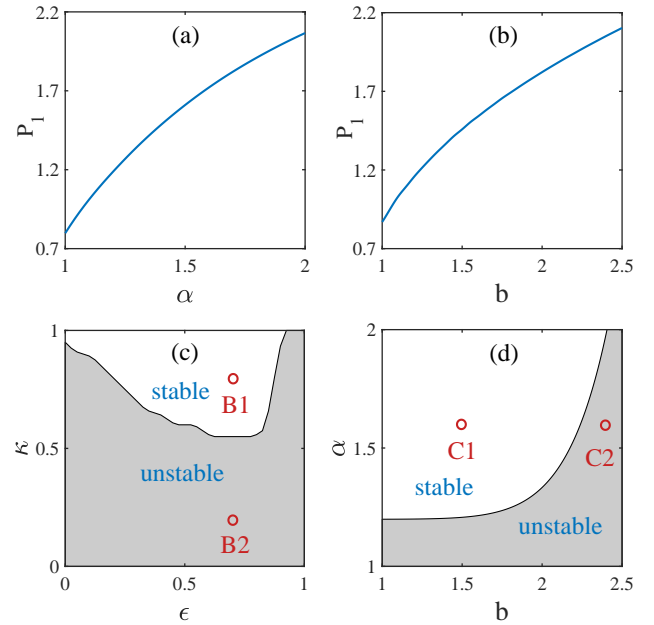 (a)
2.2
1.7
1.2
0.7
P1
1
1.5
2
α
(b)
2.2
1.7
1.2
0.7
P1
1
1.5
2
2.5
b
(c)
1
0.5
0
κ
stable
B1
unstable
B2
0
0.5
1
ϵ
(d)
2
1.5
1
α
C1
C2
stable
unstable
1
1.5
2
2.5
b